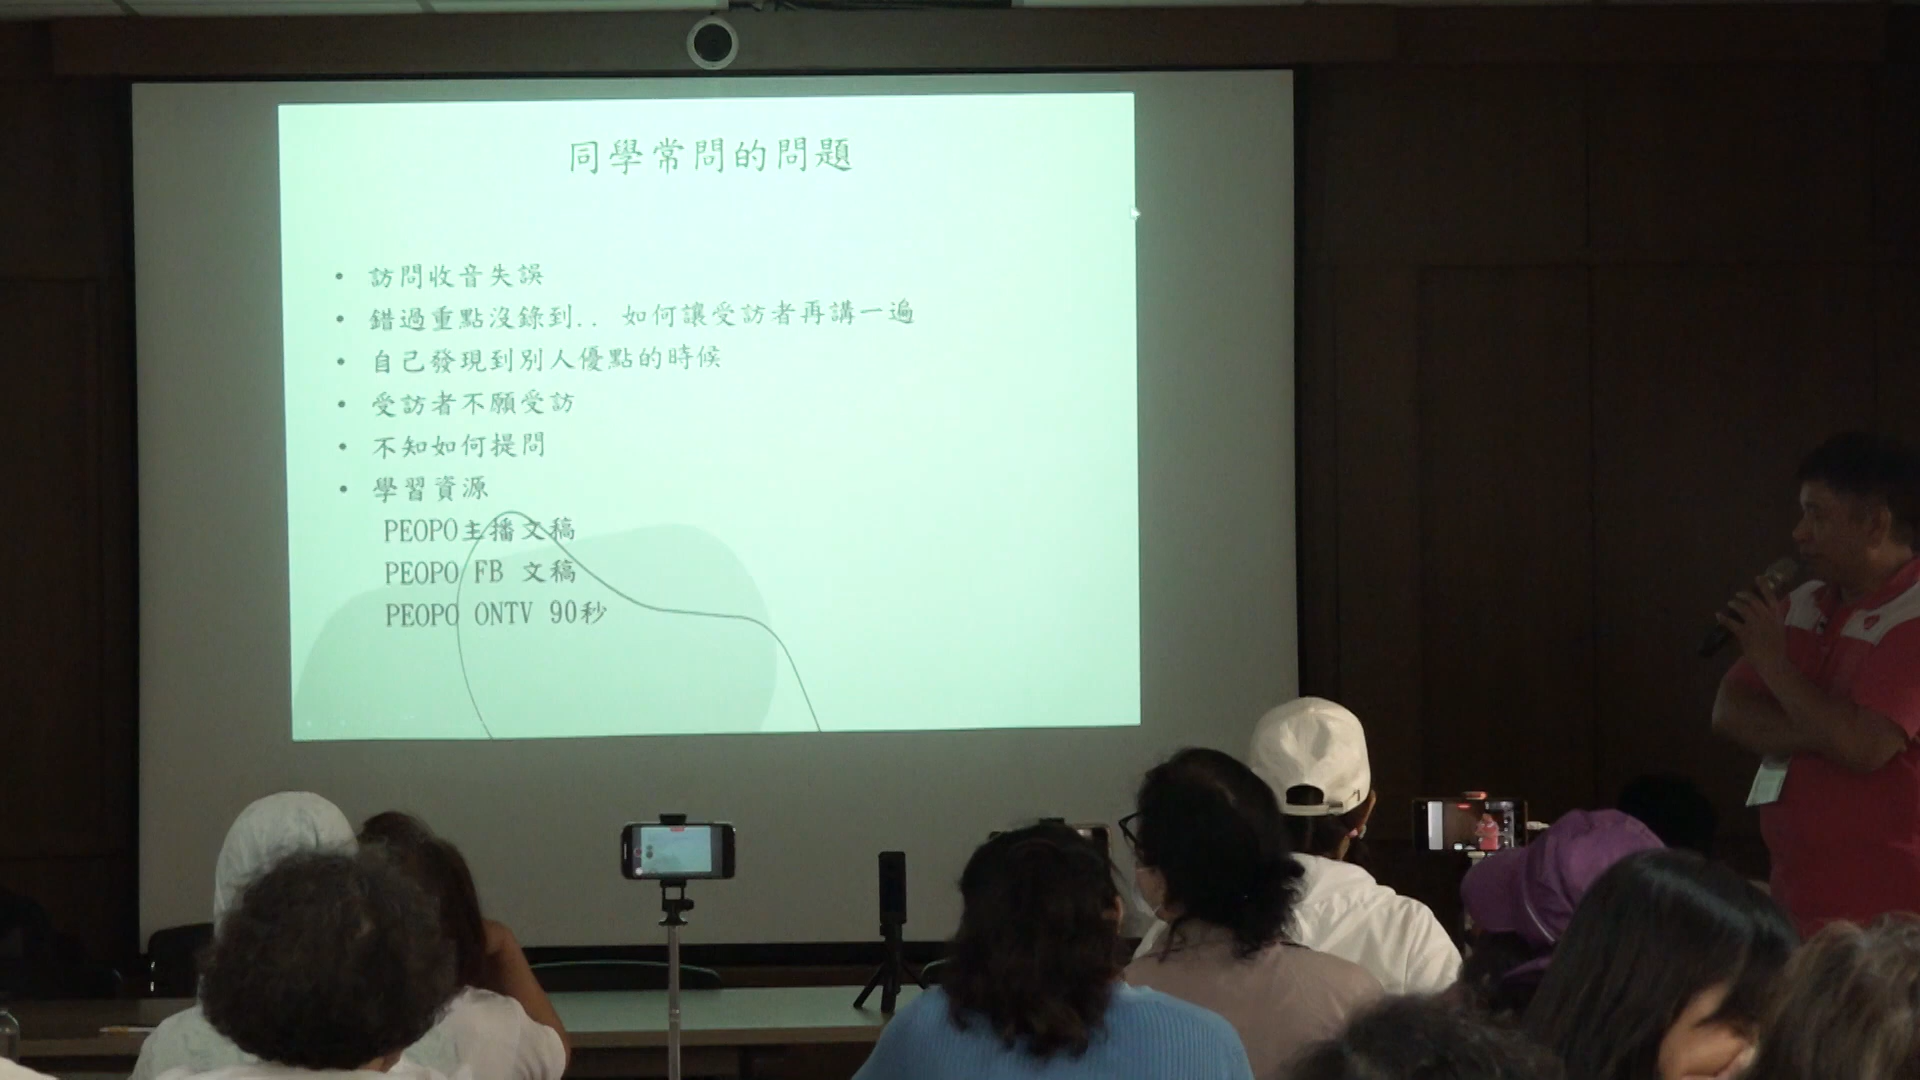 同學常問的問題
• 訪問收音失誤
• 錯過重點沒錄到.. 如何讓受訪者再講一遍
• 自己發現到別人優點的時候
• 受訪者不願受訪
• 不知如何提問
• 學習資源
PEOPO主播文稿
PEOPO FB 文稿
PEOPO ONTV 90秒